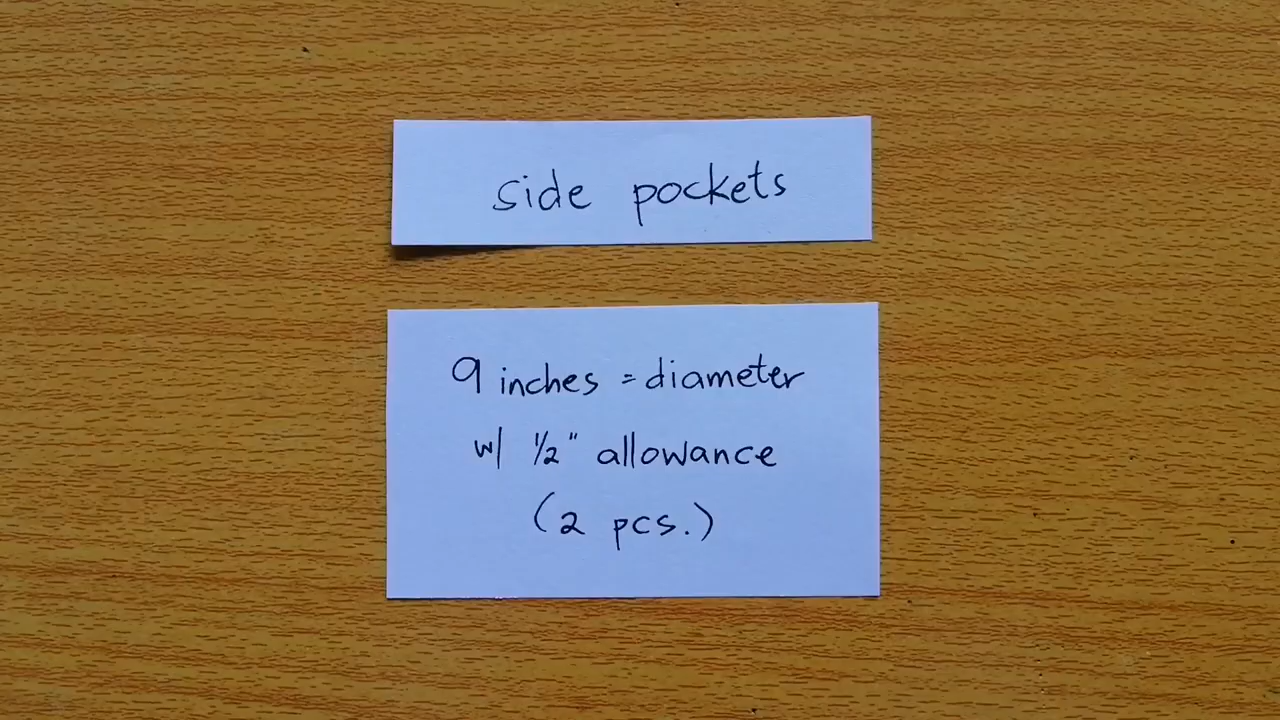 side pockets
9 inches = diameter
w/ 1/2" allowance
(2 pcs.)